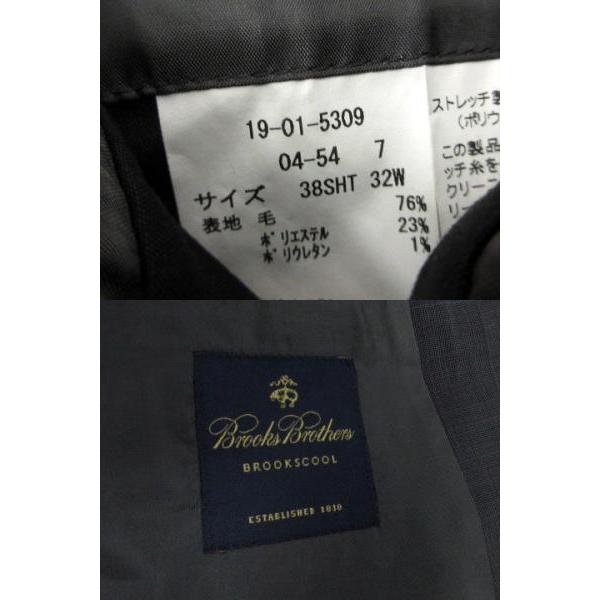 19-01-5309
04-54 7
サイズ 38SHT 32W
表地 毛 76%
ポリエステル 23%
ポリウレタン 1%
ストレッチ
(ポリウ
この製品
ッチ糸を
クリーニ
リー
Brooks Brothers
BROOKSCOOL
ESTABLISHED 1818